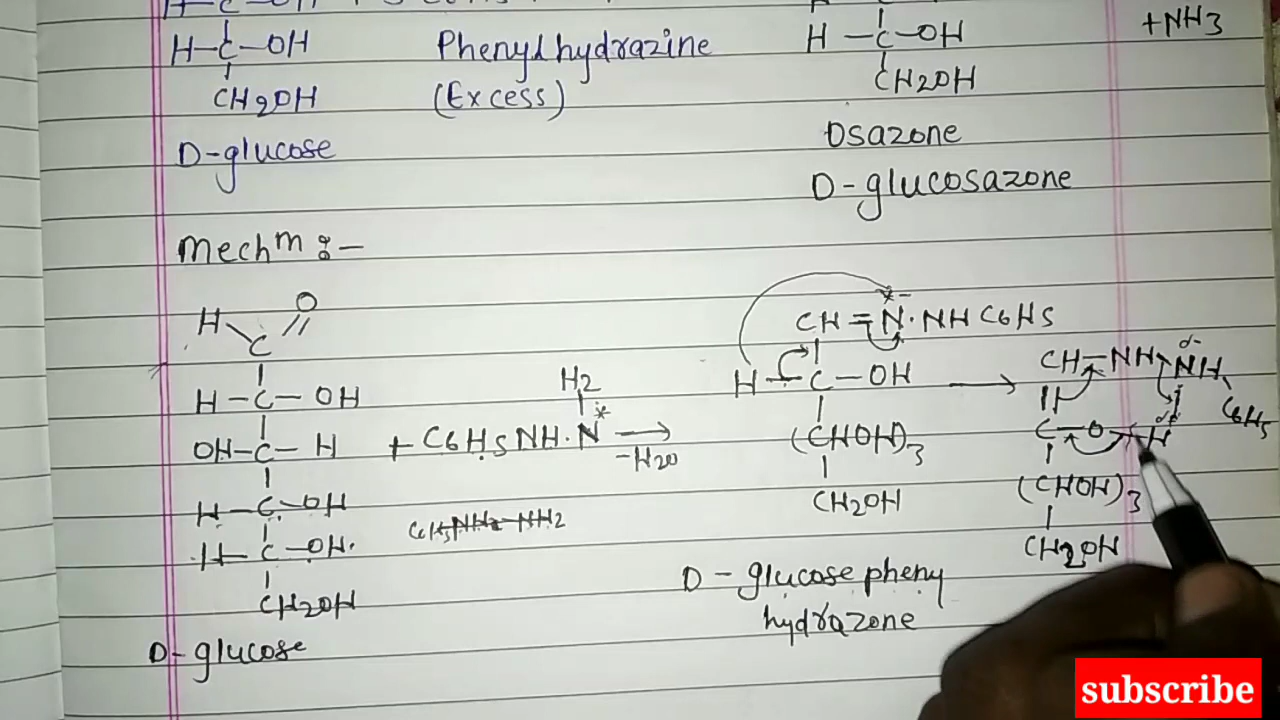 H-C-OH
H-C-OH
CH2OH
Phenylhydrazine
(Excess)
D-glucose
H-C-OH
CH2OH
+NH3
Osazone
D-glucosazone
Mechm :-
H O
C
H-C-OH
OH-C-H
H-C-OH
H-C-OH
CH2OH
D-glucose
H2
+ C6H5NH.N* →
-H2O
*-
CH=N.NHC6H5
H-C-OH →
(CHOH)3
CH2OH
D-glucose pheny
hydrazone
δ-
CH-NH-NH
C6H5
δ+
C-O-H
(CHOH)3
CH2OH
subscribe